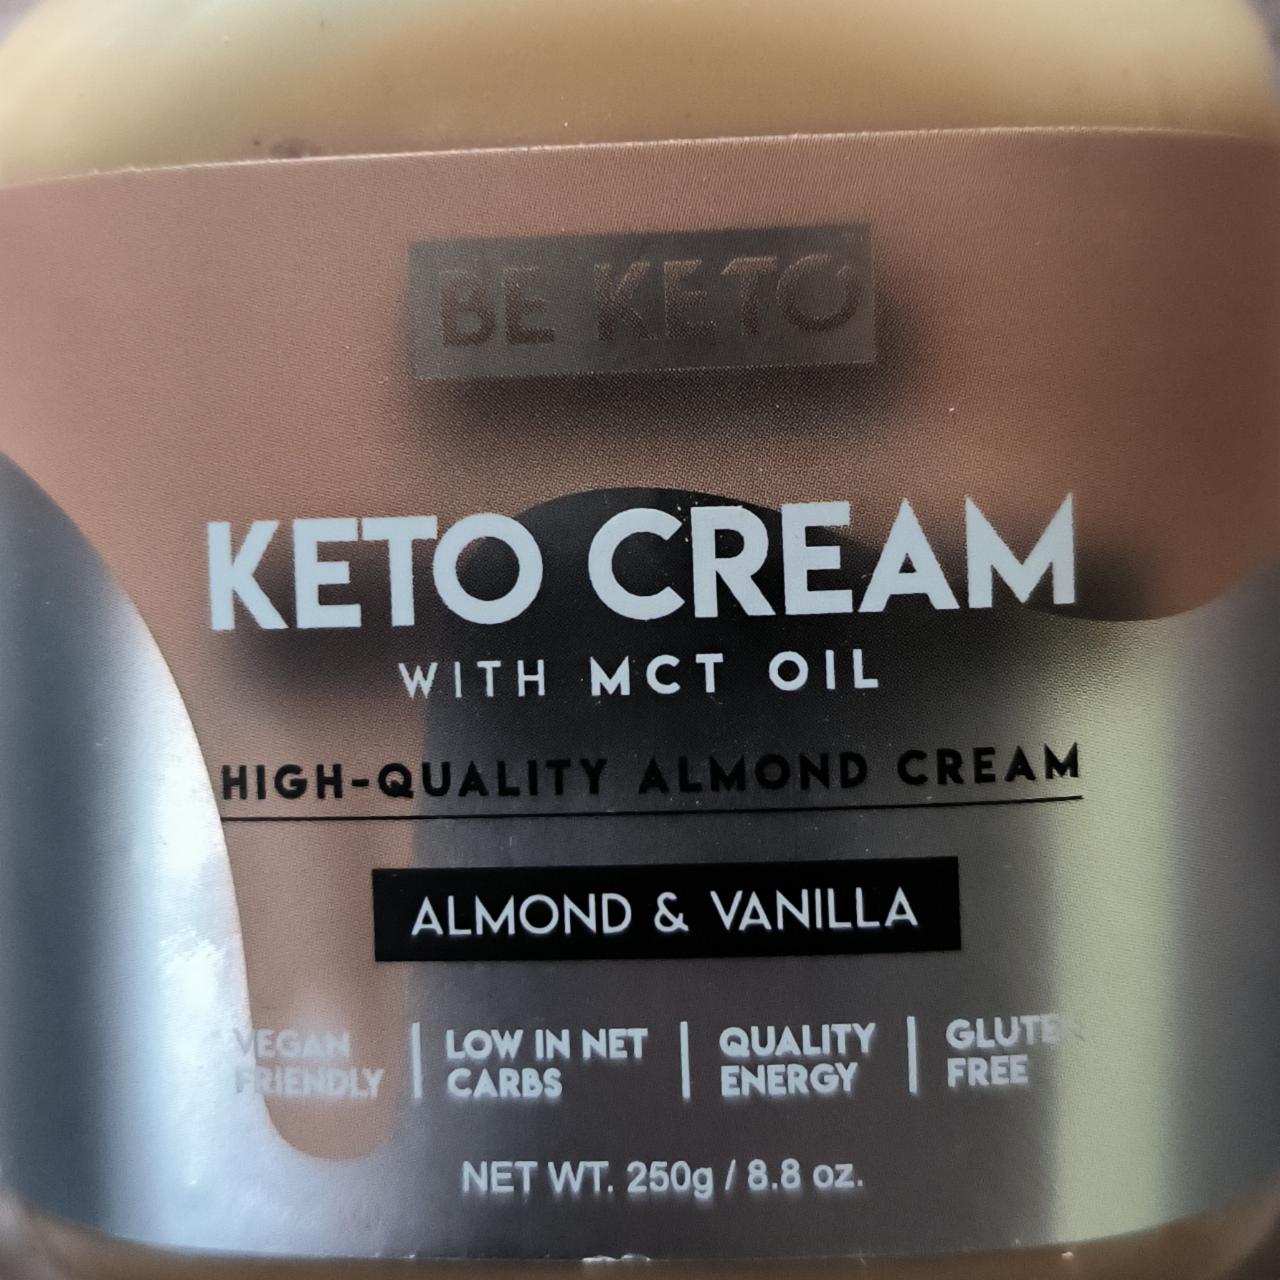 BE KETO
KETO CREAM
WITH MCT OIL
HIGH-QUALITY ALMOND CREAM
ALMOND & VANILLA
VEGAN FRIENDLY | LOW IN NET CARBS | QUALITY ENERGY | GLUTEN FREE
NET WT. 250g / 8.8 oz.